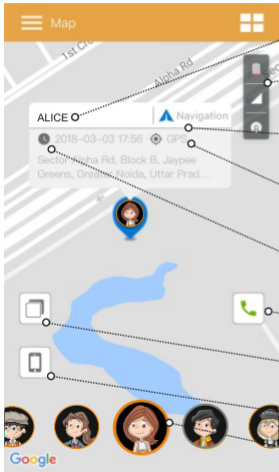 Map
1st Cr
Alpha Rd
ALICE
Navigation
2018-03-03 17:56
GPS
Sector Alpha Rd, Block B, Jaypee
Greens, Greater Noida, Uttar Prad...
Google